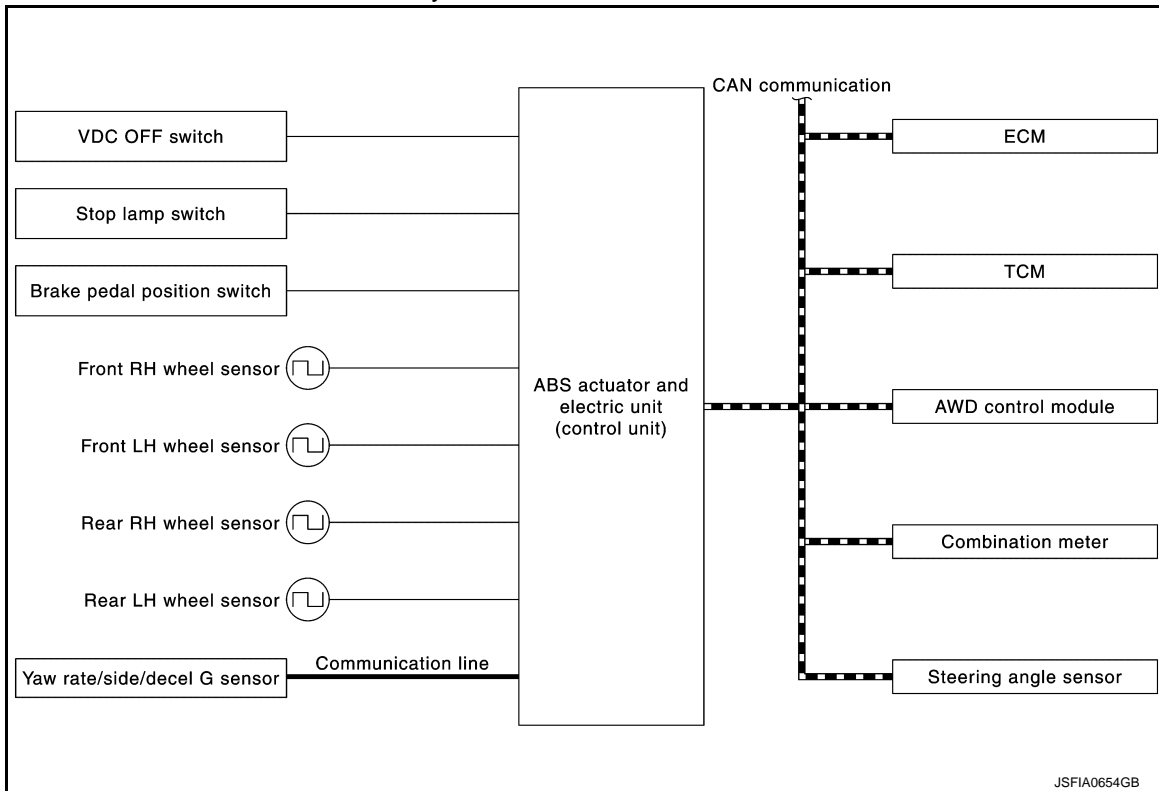 CAN communication
VDC OFF switch
ECM
Stop lamp switch
TCM
Brake pedal position switch
Front RH wheel sensor
ABS actuator and
electric unit
(control unit)
AWD control module
Front LH wheel sensor
Rear RH wheel sensor
Combination meter
Rear LH wheel sensor
Communication line
Yaw rate/side/decel G sensor
Steering angle sensor
JSFIA0654GB